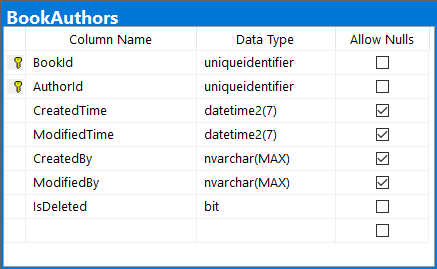 BookAuthors
Column Name Data Type Allow Nulls
BookId uniqueidentifier
AuthorId uniqueidentifier
CreatedTime datetime2(7)
ModifiedTime datetime2(7)
CreatedBy nvarchar(MAX)
ModifiedBy nvarchar(MAX)
IsDeleted bit